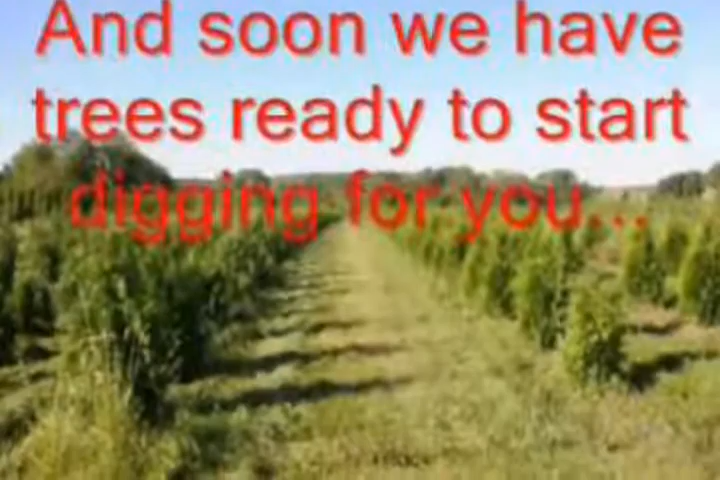 And soon we have
trees ready to start
digging for you...